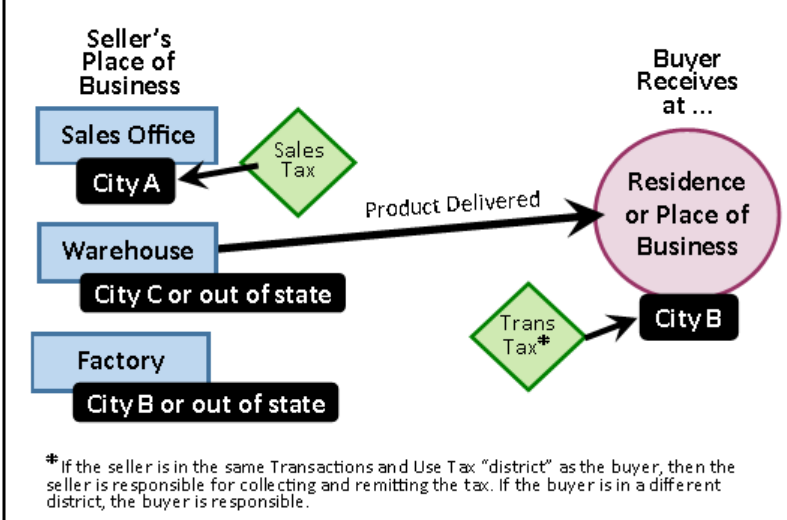 Seller's
Place of
Business
Sales Office
City A
Sales
Tax
Warehouse
City C or out of state
Factory
City B or out of state
Product Delivered
Buyer
Receives
at ...
Residence
or Place of
Business
City B
Trans
Tax*
*If the seller is in the same Transactions and Use Tax “district” as the buyer, then the
seller is responsible for collecting and remitting the tax. If the buyer is in a different
district, the buyer is responsible.